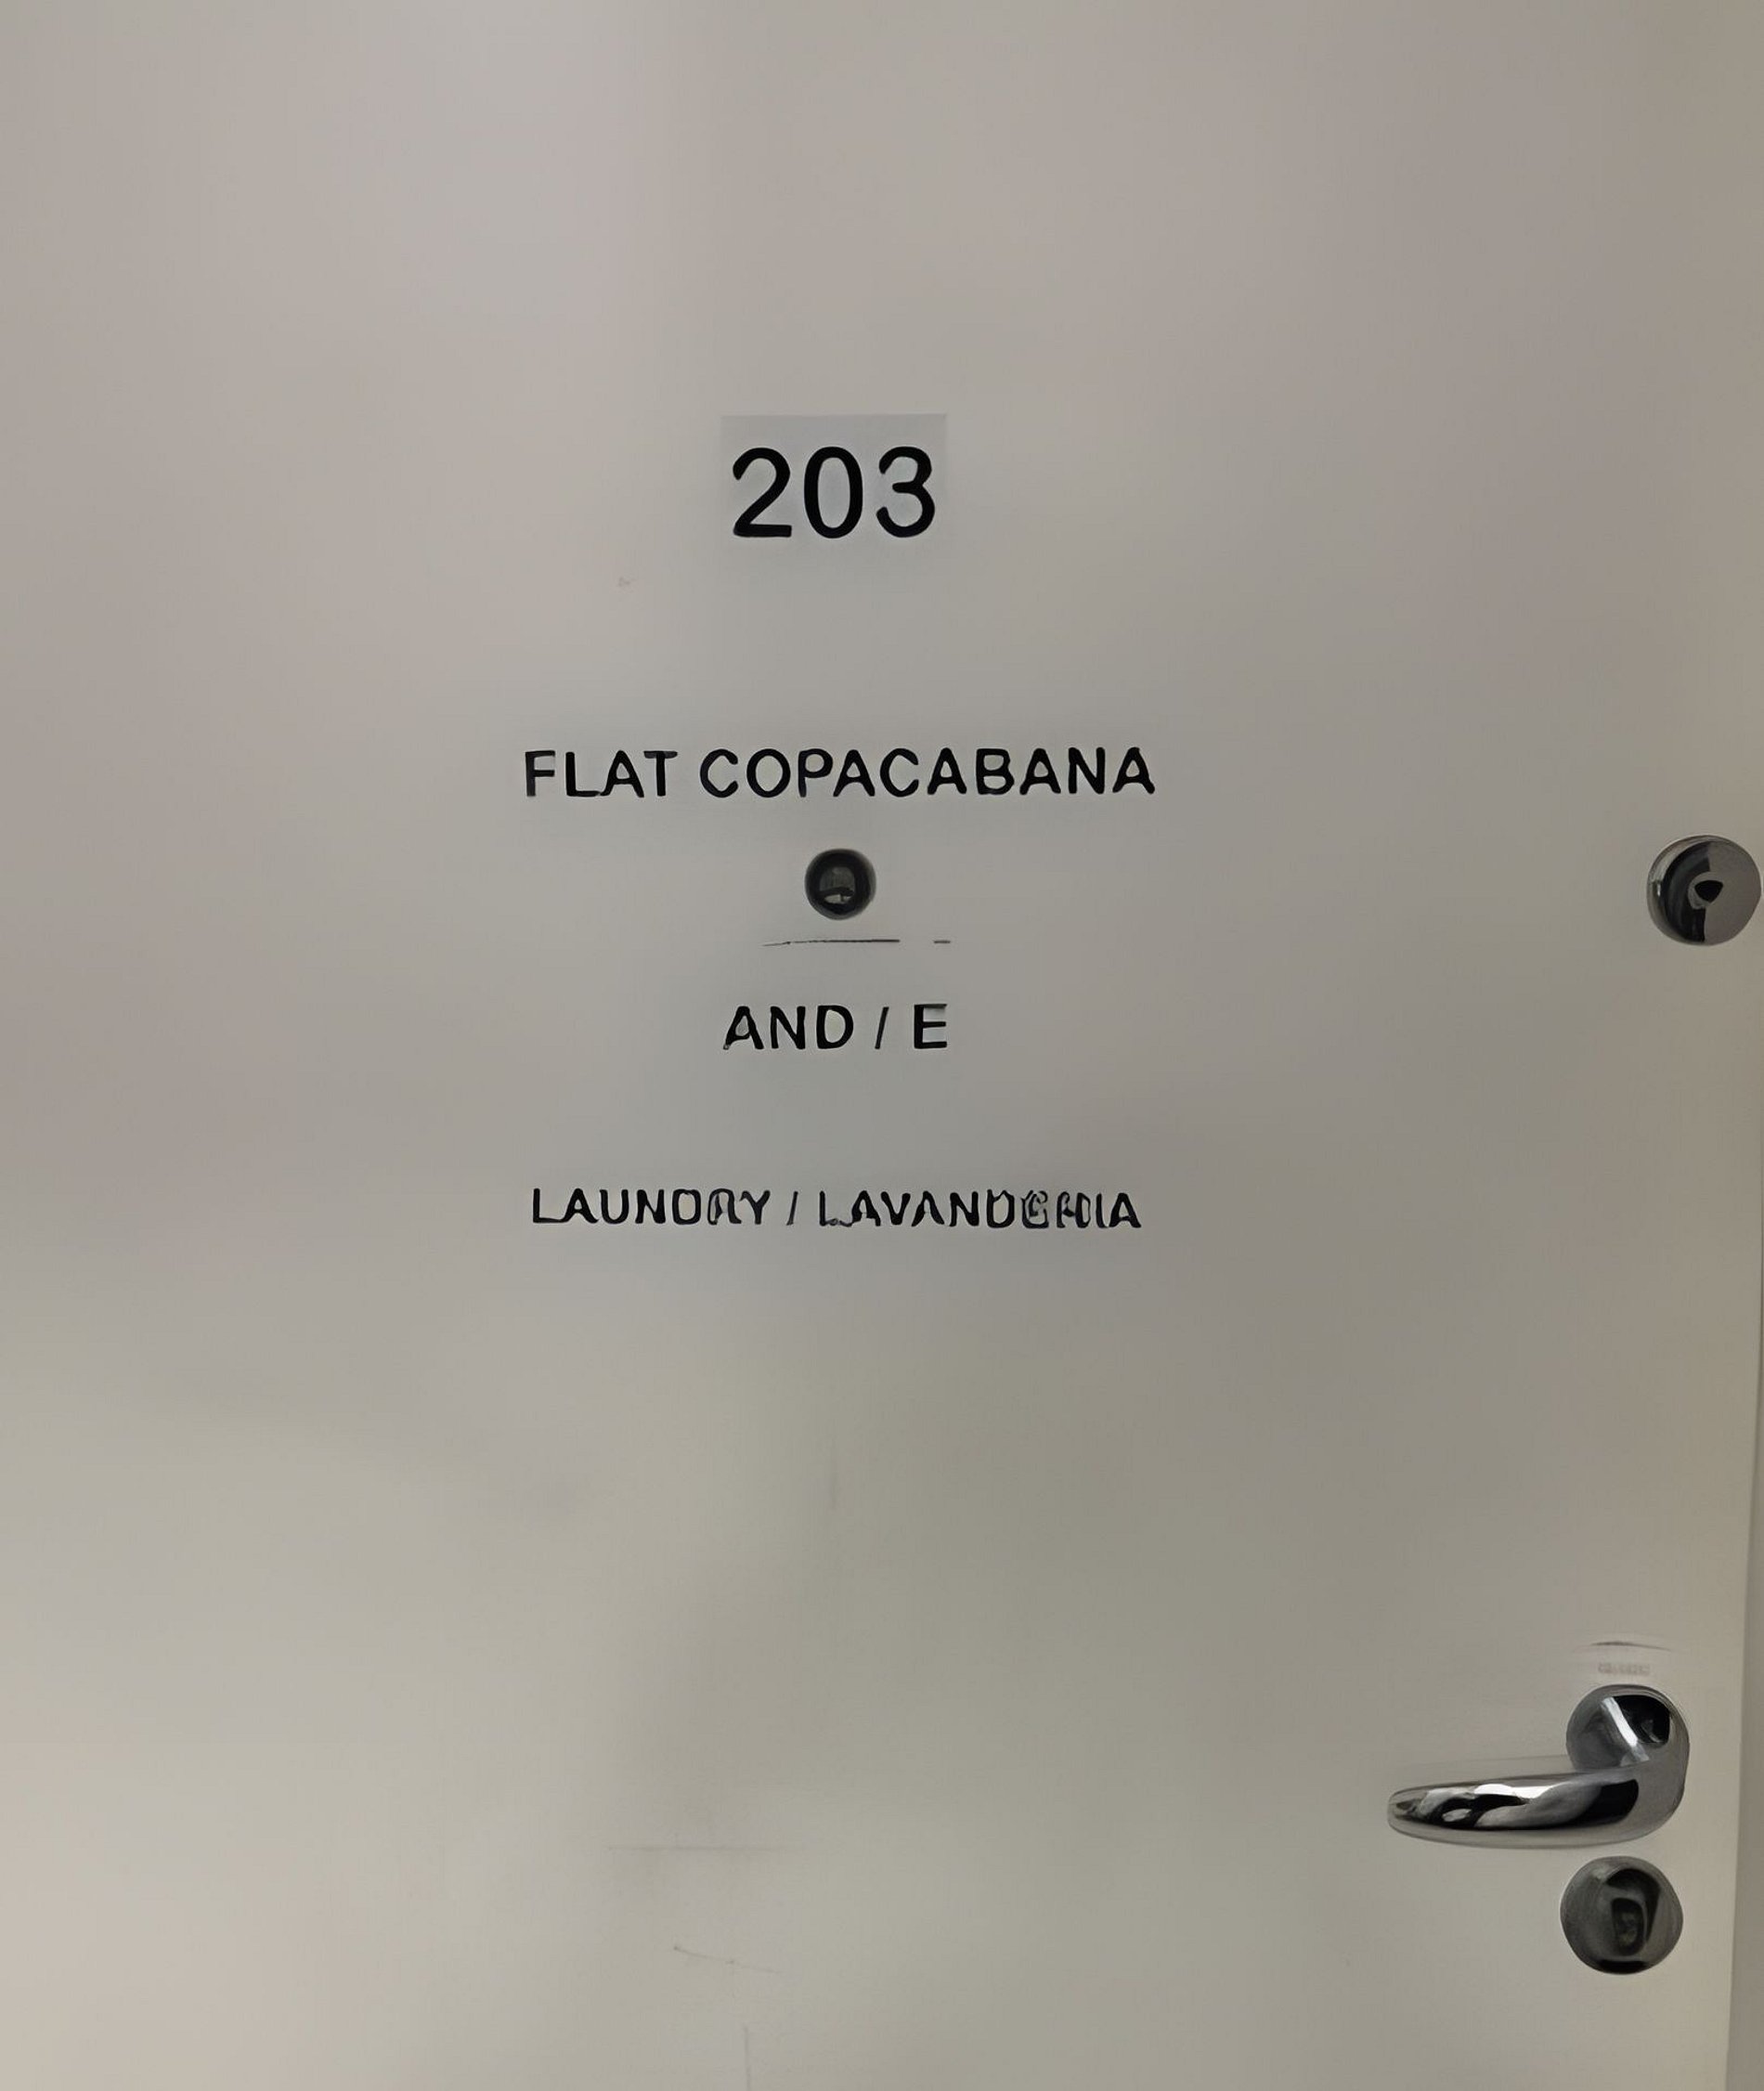 203
FLAT COPACABANA
AND / E
LAUNDRY / LAVANDERIA